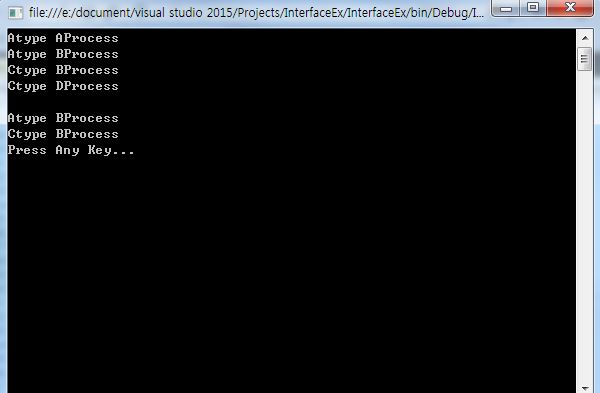 file:///e:/document/visual studio 2015/Projects/InterfaceEx/InterfaceEx/bin/Debug/I...
Atype AProcess
Atype BProcess
Ctype BProcess
Ctype DProcess
Atype BProcess
Ctype BProcess
Press Any Key...